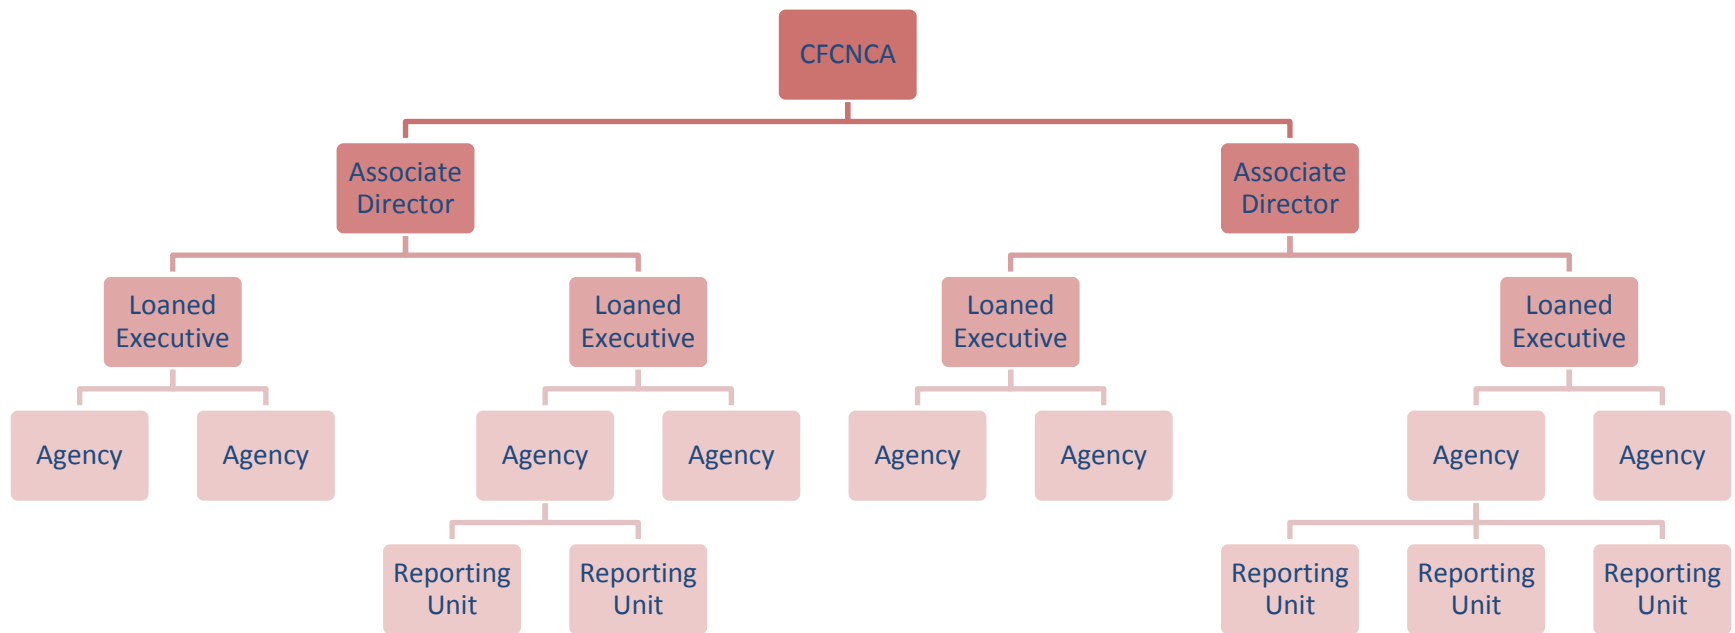 CFCNCA
Associate
Director
Associate
Director
Loaned
Executive
Loaned
Executive
Loaned
Executive
Loaned
Executive
Agency
Agency
Agency
Agency
Agency
Agency
Agency
Agency
Reporting
Unit
Reporting
Unit
Reporting
Unit
Reporting
Unit
Reporting
Unit